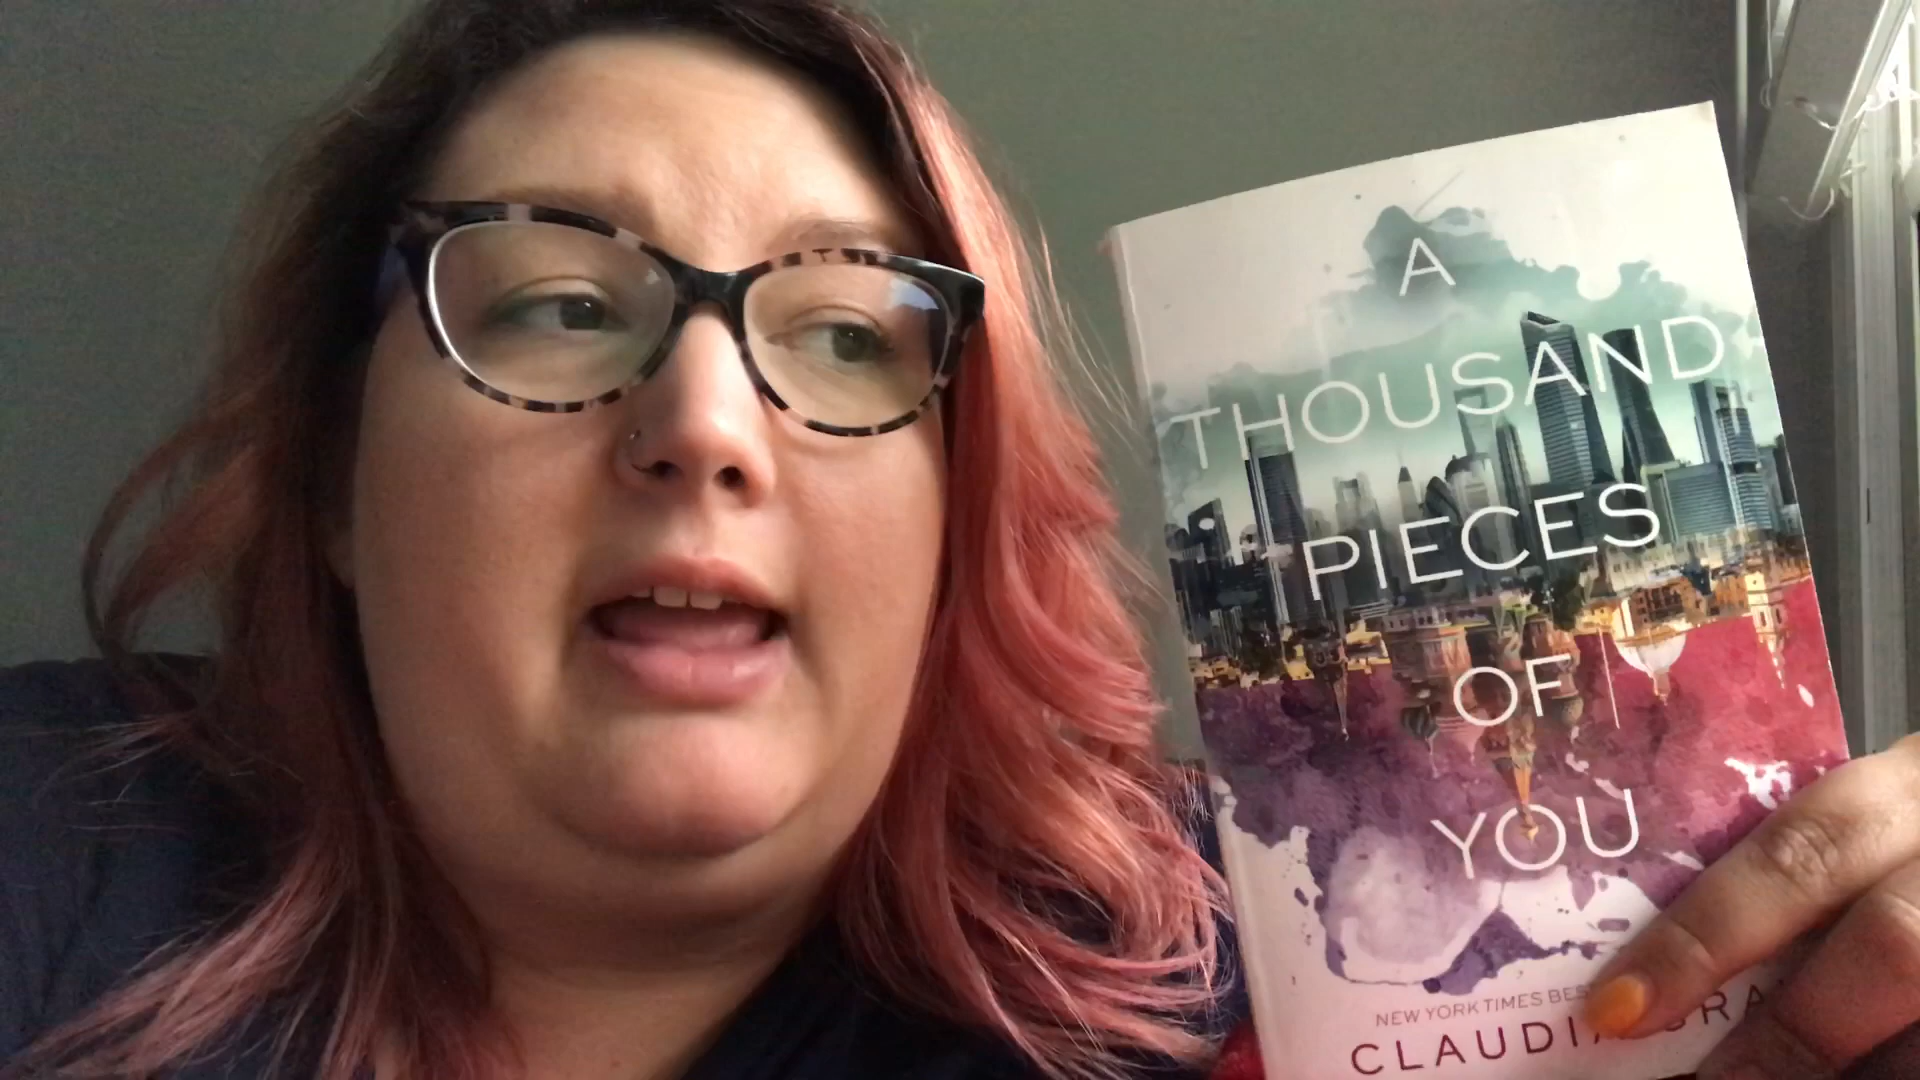 A
THOUSAND
PIECES
OF
YOU
NEW YORK TIMES
CLAUDIA